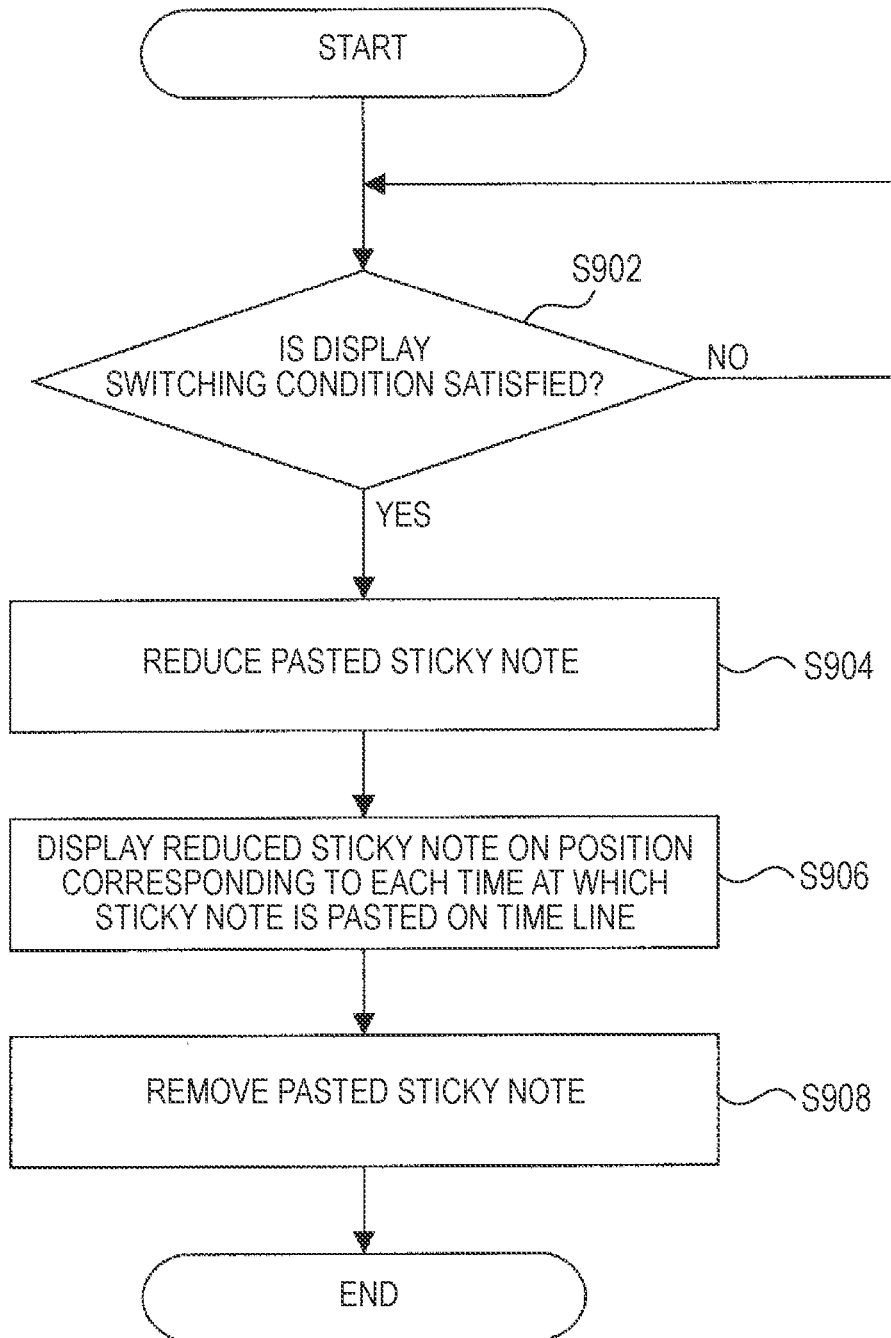 START
S902
IS DISPLAY
SWITCHING CONDITION SATISFIED?
NO
YES
REDUCE PASTED STICKY NOTE
S904
DISPLAY REDUCED STICKY NOTE ON POSITION
CORRESPONDING TO EACH TIME AT WHICH
STICKY NOTE IS PASTED ON TIME LINE
S906
REMOVE PASTED STICKY NOTE
S908
END